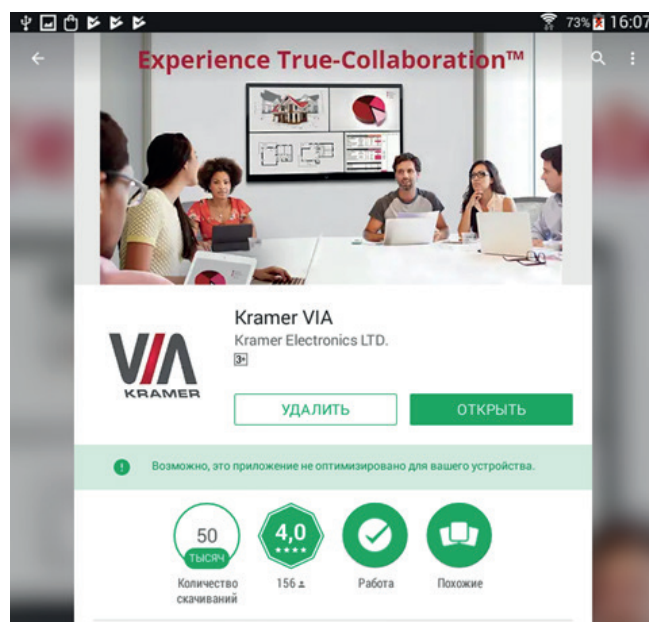 73% 16:07
Experience True-Collaboration™
Kramer VIA
Kramer Electronics LTD.
3+
VIA
KRAMER
УДАЛИТЬ
ОТКРЫТЬ
Возможно, это приложение не оптимизировано для вашего устройства.
50
ТЫСЯЧ
4,0
Количество
скачиваний
156
Работа
Похожие